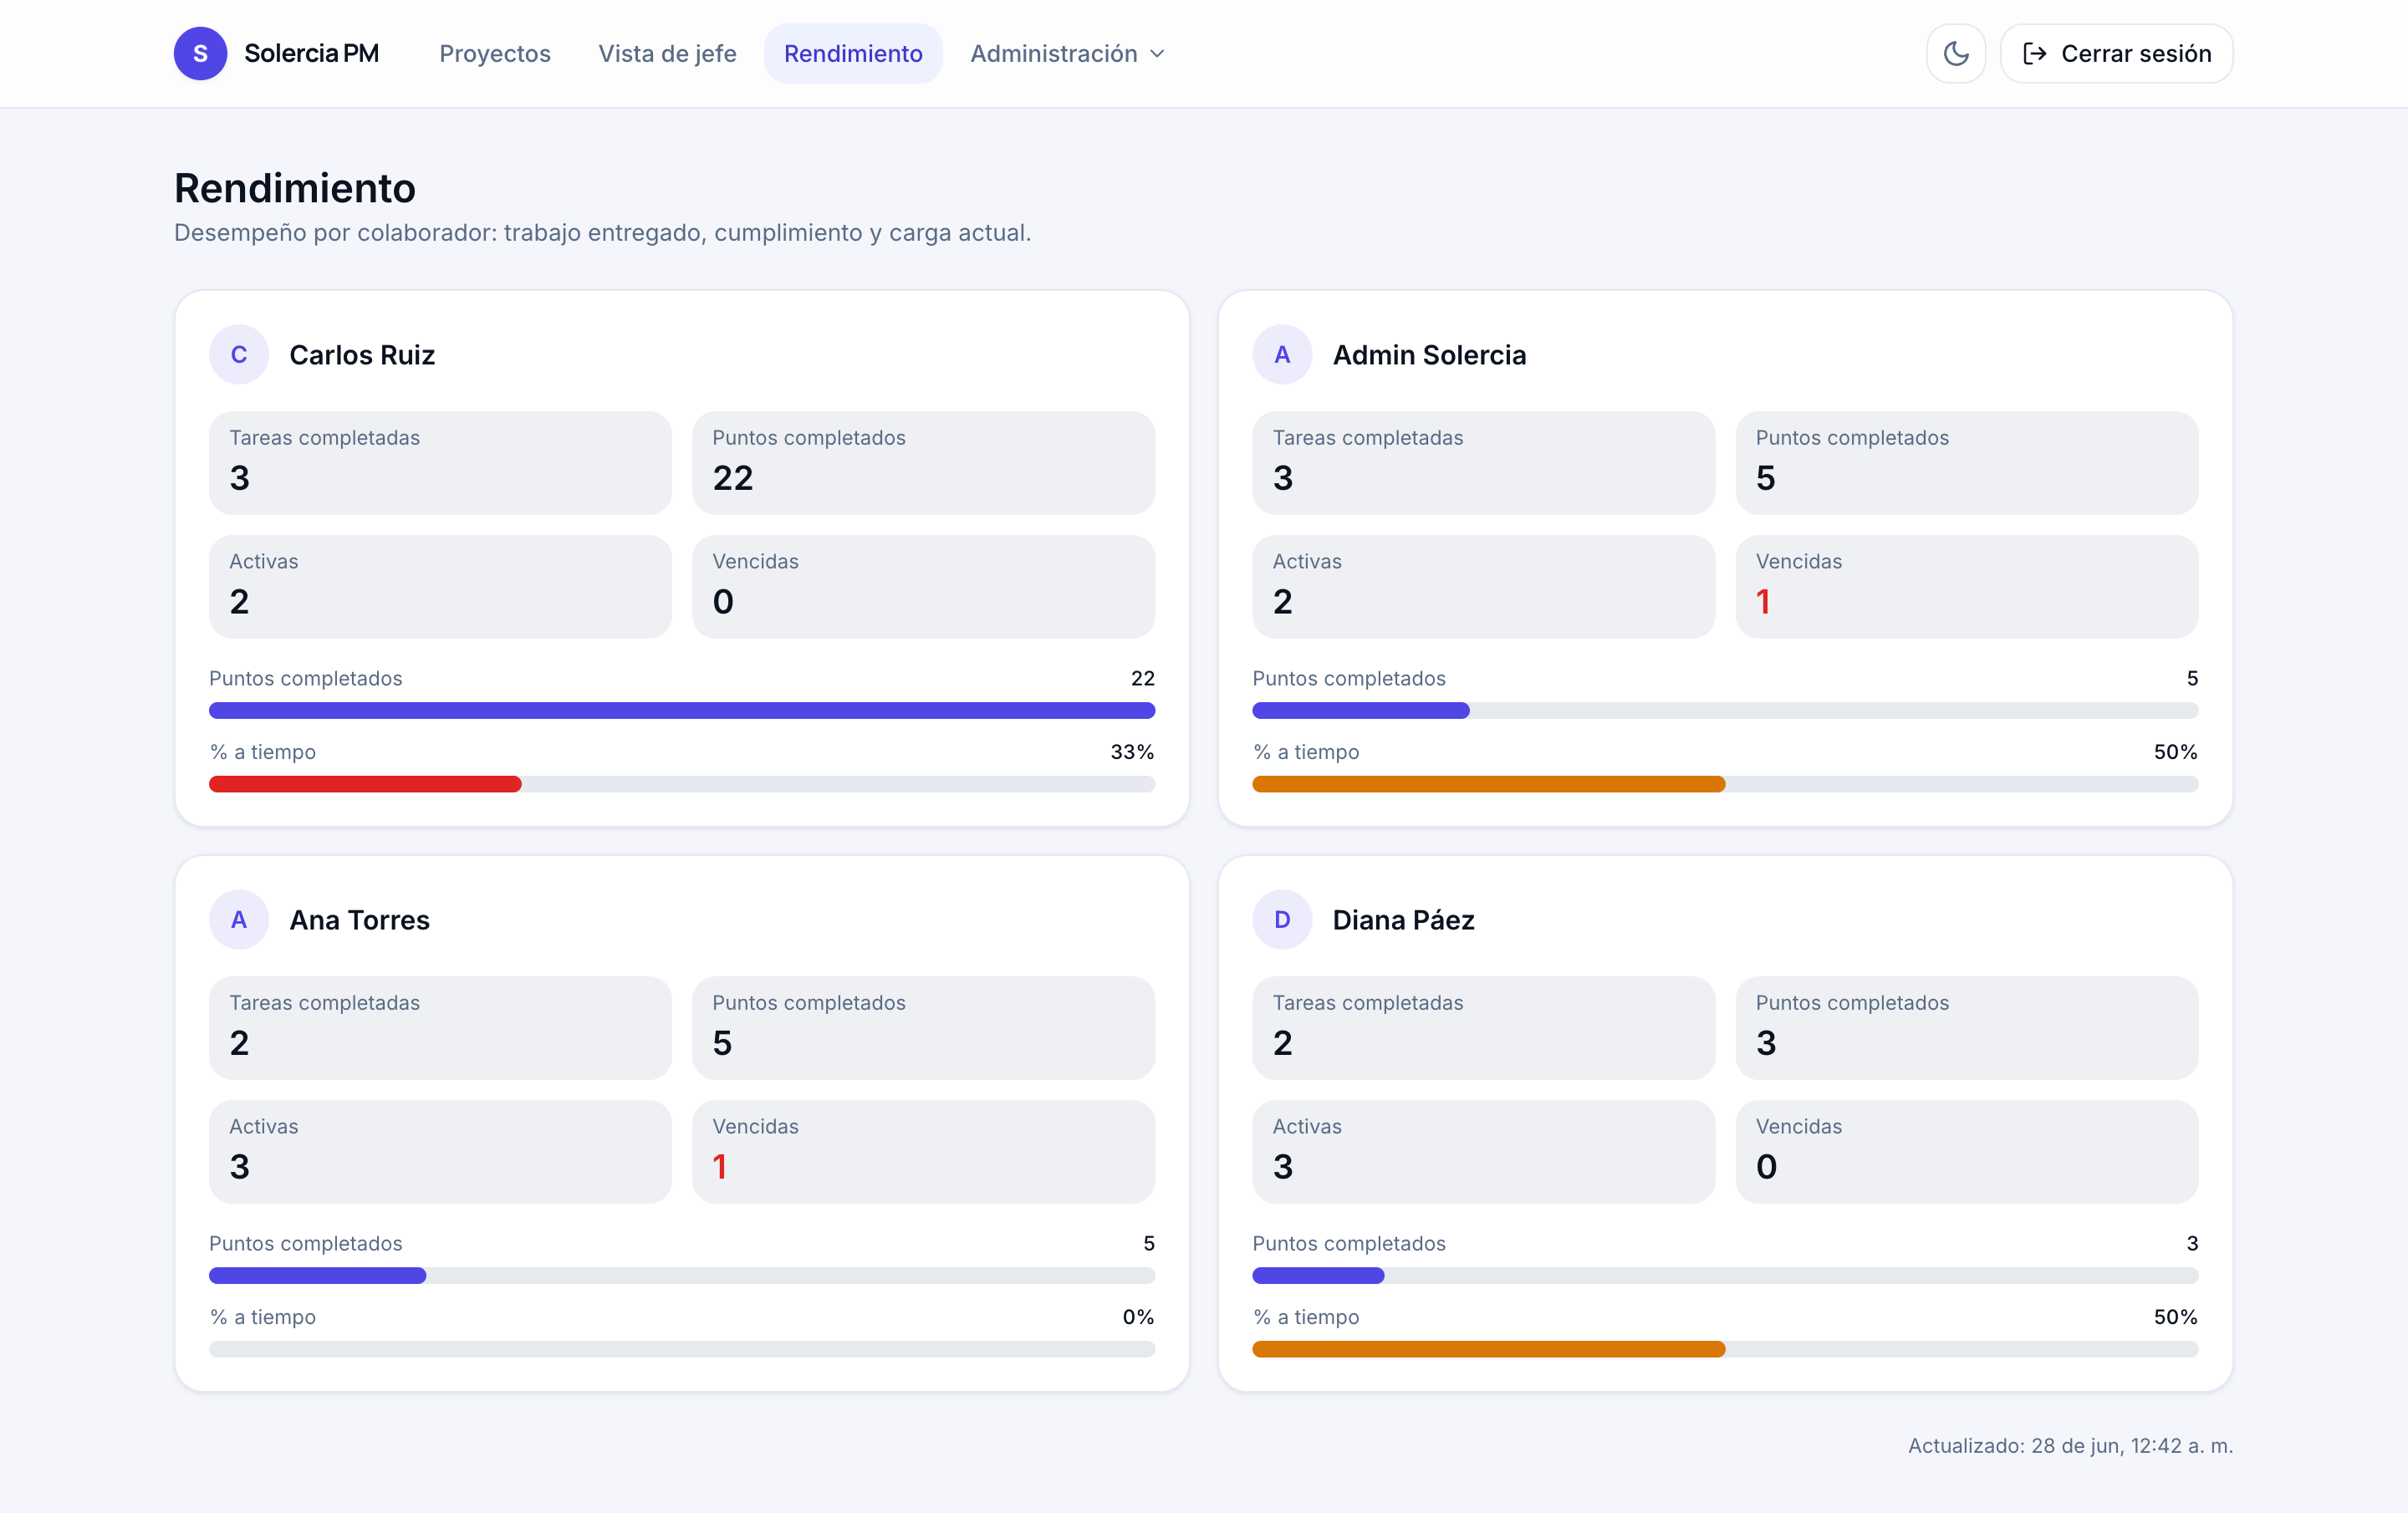 S Solercia PM Proyectos Vista de jefe Rendimiento Administración Cerrar sesión
Rendimiento
Desempeño por colaborador: trabajo entregado, cumplimiento y carga actual.
C Carlos Ruiz
Tareas completadas Puntos completados
3 22
Activas Vencidas
2 0
Puntos completados 22
% a tiempo 33%
A Admin Solercia
Tareas completadas Puntos completados
3 5
Activas Vencidas
2 1
Puntos completados 5
% a tiempo 50%
A Ana Torres
Tareas completadas Puntos completados
2 5
Activas Vencidas
3 1
Puntos completados 5
% a tiempo 0%
D Diana Páez
Tareas completadas Puntos completados
2 3
Activas Vencidas
3 0
Puntos completados 3
% a tiempo 50%
Actualizado: 28 de jun, 12:42 a. m.